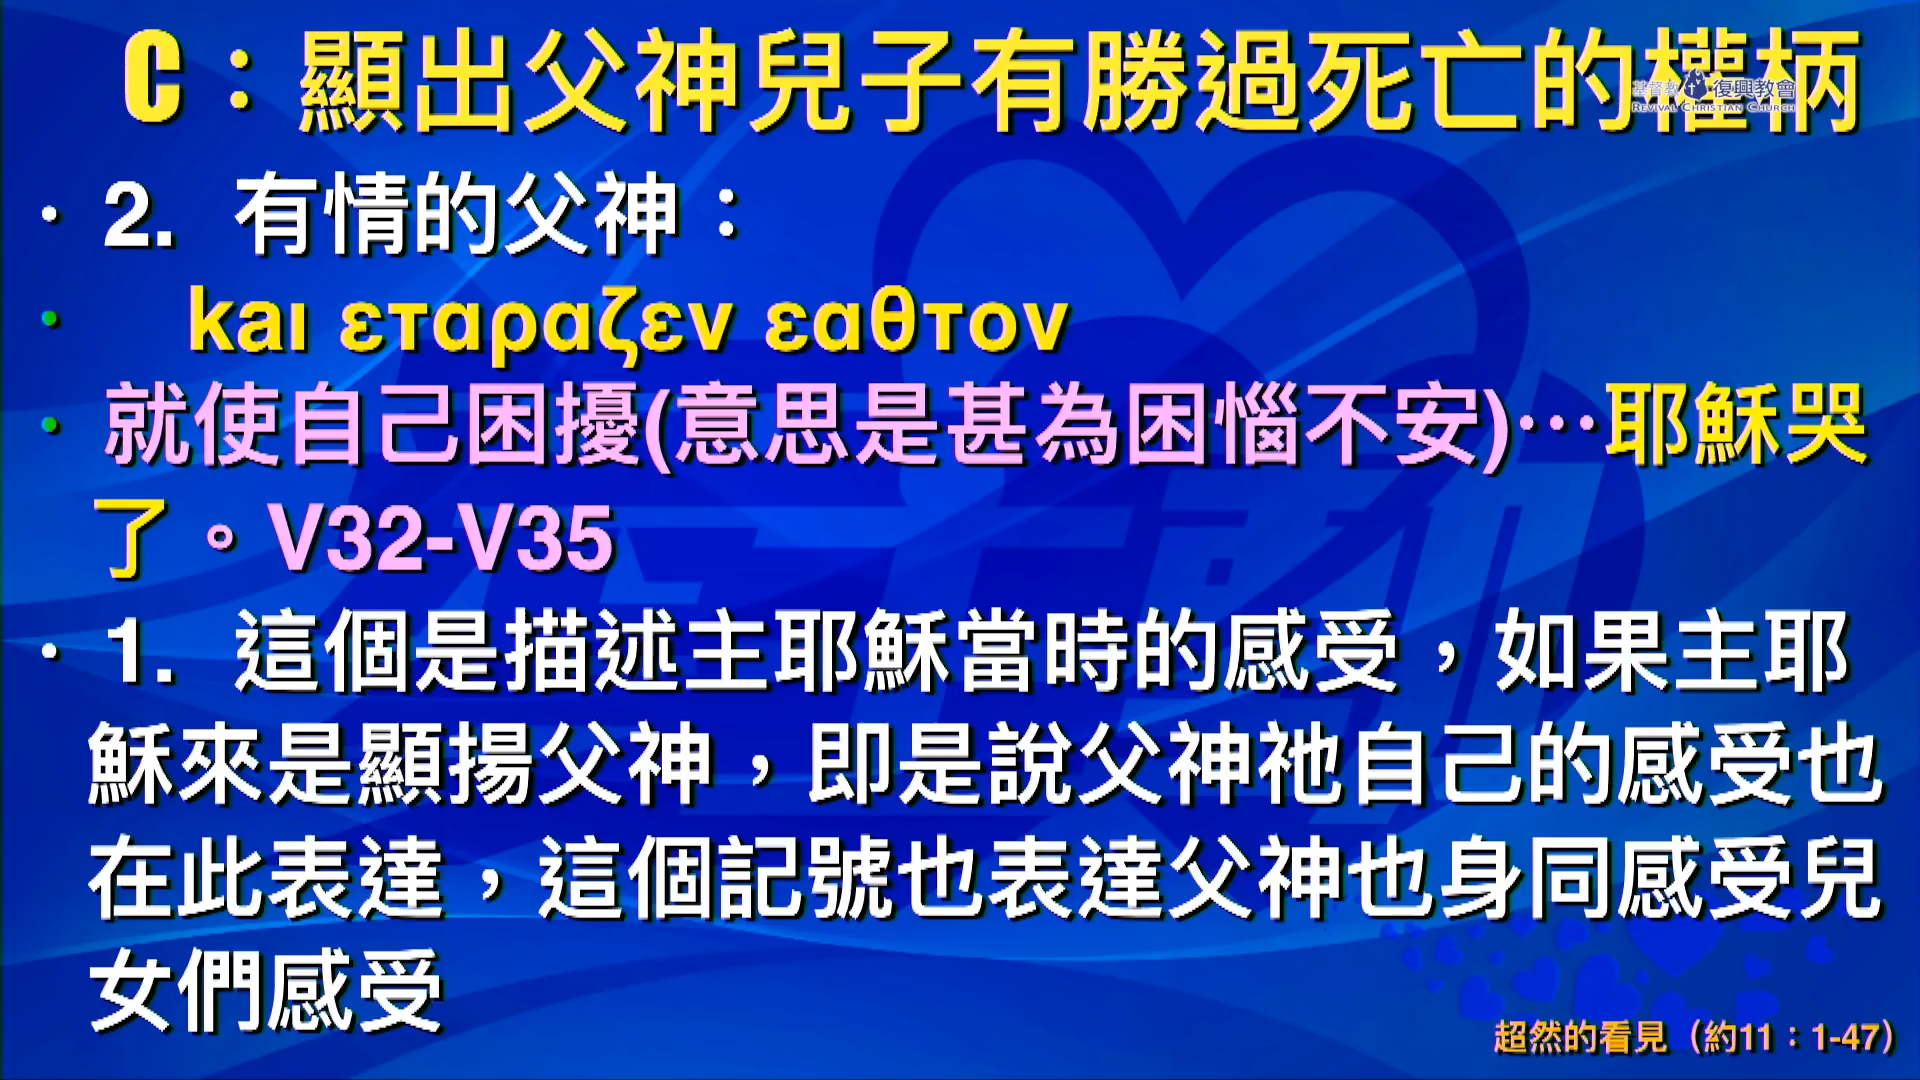 C：顯出父神兒子有勝過死亡的權柄
基督教 復興教會
REVIVAL CHRISTIAN CHURCH
• 2. 有情的父神：
• kaι εταραζεν εαθτον
• 就使自己困擾(意思是甚為困惱不安)…耶穌哭
了。V32-V35
• 1. 這個是描述主耶穌當時的感受，如果主耶
穌來是顯揚父神，即是說父神祂自己的感受也
在此表達，這個記號也表達父神也身同感受兒
女們感受
超然的看見（約11：1-47）